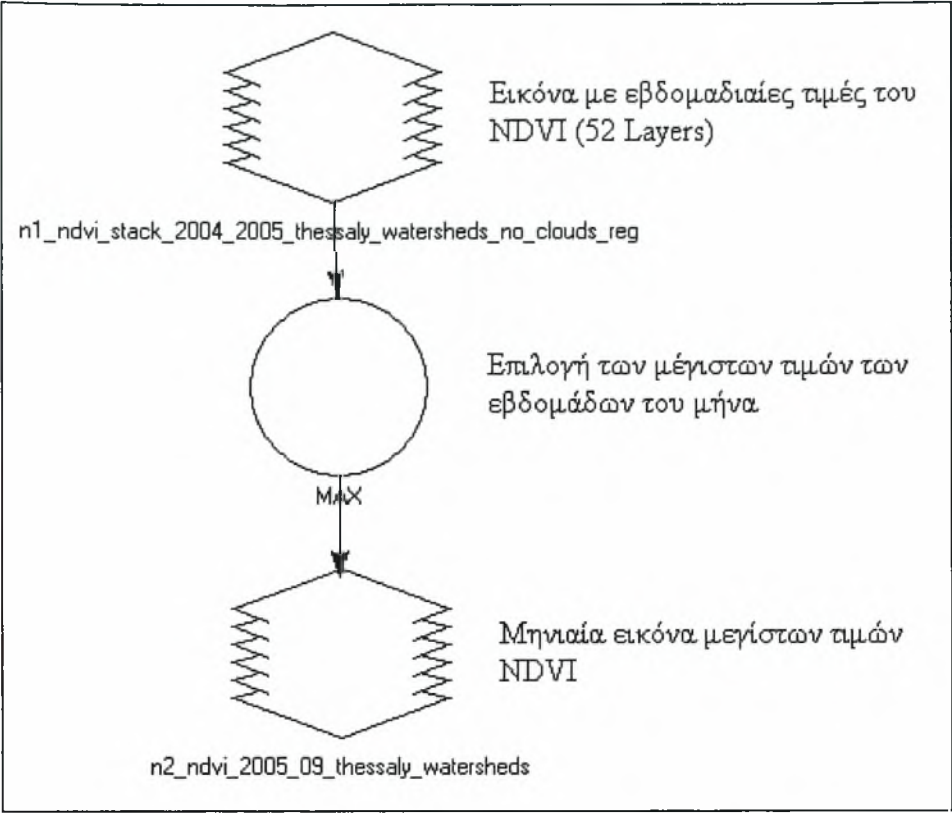 Εικόνα με εβδομαδιαίες τιμές του
NDVI (52 Layers)
n1_ndvi_stack_2004_2005_thessaly_watersheds_no_clouds_reg
Επιλογή των μέγιστων τιμών των
εβδομάδων του μήνα
MAX
Μηνιαία εικόνα μεγίστων τιμών
NDVI
n2_ndvi_2005_09_thessaly_watersheds